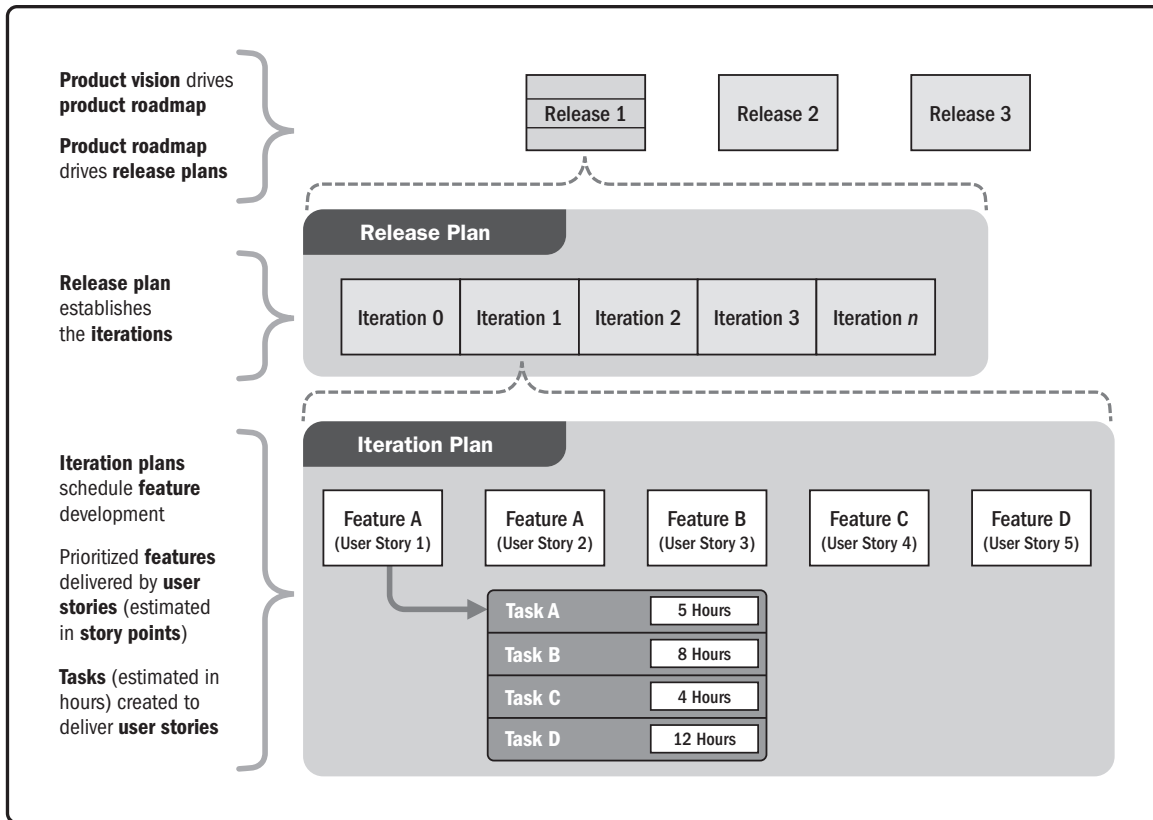 Product vision drives
product roadmap
Product roadmap
drives release plans
Release 1
Release 2
Release 3
Release Plan
Release plan
establishes
the iterations
Iteration 0
Iteration 1
Iteration 2
Iteration 3
Iteration n
Iteration Plan
Iteration plans
schedule feature
development
Prioritized features
delivered by user
stories (estimated
in story points)
Tasks (estimated in
hours) created to
deliver user stories
Feature A
(User Story 1)
Feature A
(User Story 2)
Feature B
(User Story 3)
Feature C
(User Story 4)
Feature D
(User Story 5)
Task A
5 Hours
Task B
8 Hours
Task C
4 Hours
Task D
12 Hours